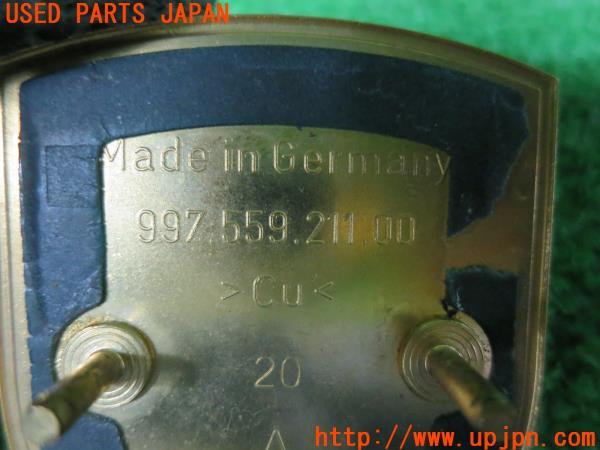 USED PARTS JAPAN
Made in Germany
997.559.211.00
>Cu<
20
A
http://www.upjpn.com/